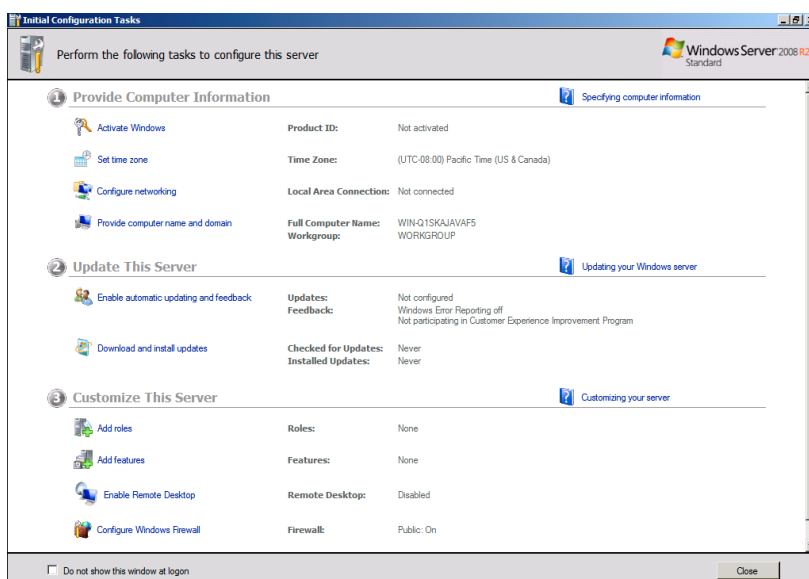 Initial Configuration Tasks
Perform the following tasks to configure this server
Windows Server 2008 R2
Standard
1 Provide Computer Information
Specifying computer information
Activate Windows Product ID: Not activated
Set time zone Time Zone: (UTC-08:00) Pacific Time (US & Canada)
Configure networking Local Area Connection: Not connected
Provide computer name and domain Full Computer Name: WIN-Q1SKAJAVAF5
Workgroup: WORKGROUP
2 Update This Server
Updating your Windows server
Enable automatic updating and feedback Updates: Not configured
Feedback: Windows Error Reporting off
Not participating in Customer Experience Improvement Program
Download and install updates Checked for Updates: Never
Installed Updates: Never
3 Customize This Server
Customizing your server
Add roles Roles: None
Add features Features: None
Enable Remote Desktop Remote Desktop: Disabled
Configure Windows Firewall Firewall: Public: On
Do not show this window at logon
Close